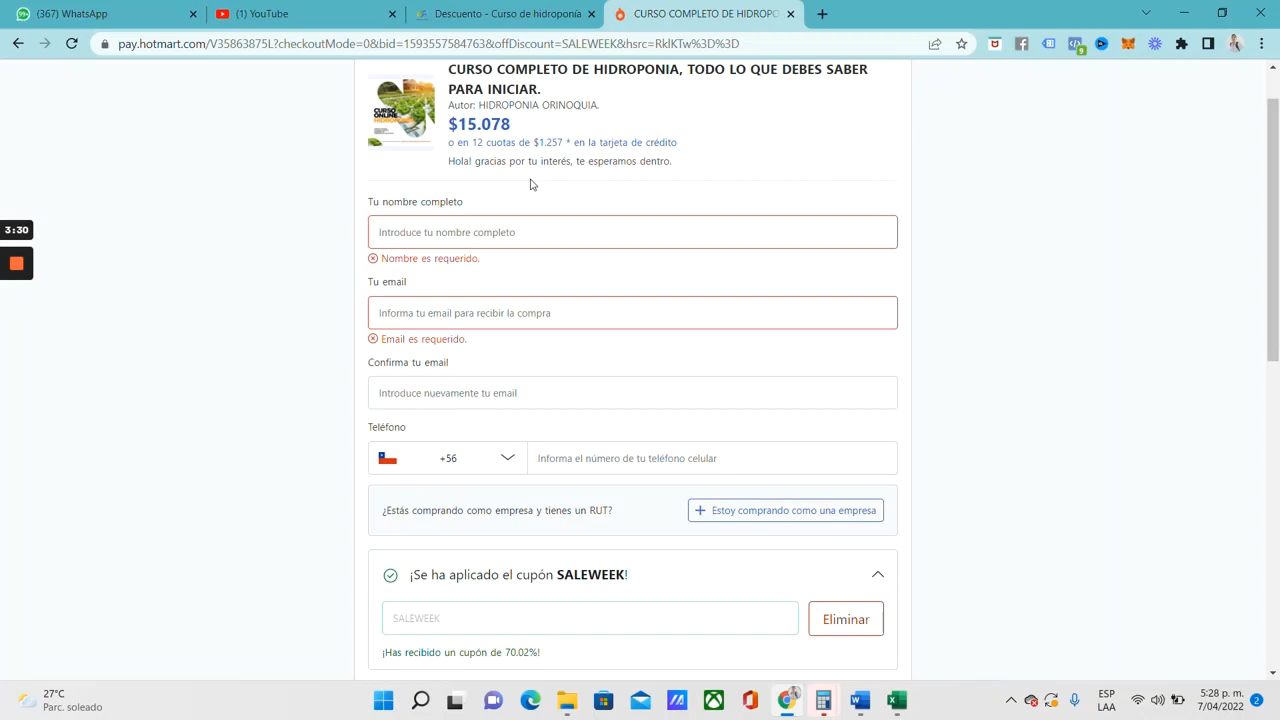 (367) WhatsApp
(1) YouTube
Descuento - Curso de hidroponía
CURSO COMPLETO DE HIDROPO
pay.hotmart.com/V35863875L?checkoutMode=0&bid=1593557584763&offDiscount=SALEWEEK&hsrc=RklKTw%3D%3D
CURSO COMPLETO DE HIDROPONIA, TODO LO QUE DEBES SABER
PARA INICIAR.
Autor: HIDROPONIA ORINOQUIA.
$15.078
o en 12 cuotas de $1.257 * en la tarjeta de crédito
Hola! gracias por tu interés, te esperamos dentro.
CURSO
ONLINE
HIDROPONIA
3:30
Tu nombre completo
Introduce tu nombre completo
Nombre es requerido.
Tu email
Informa tu email para recibir la compra
Email es requerido.
Confirma tu email
Introduce nuevamente tu email
Teléfono
+56
Informa el número de tu teléfono celular
¿Estás comprando como empresa y tienes un RUT?
+ Estoy comprando como una empresa
¡Se ha aplicado el cupón SALEWEEK!
SALEWEEK
Eliminar
¡Has recibido un cupón de 70.02%!
27°C
Parc. soleado
ESP
LAA
5:28 p. m.
7/04/2022
2